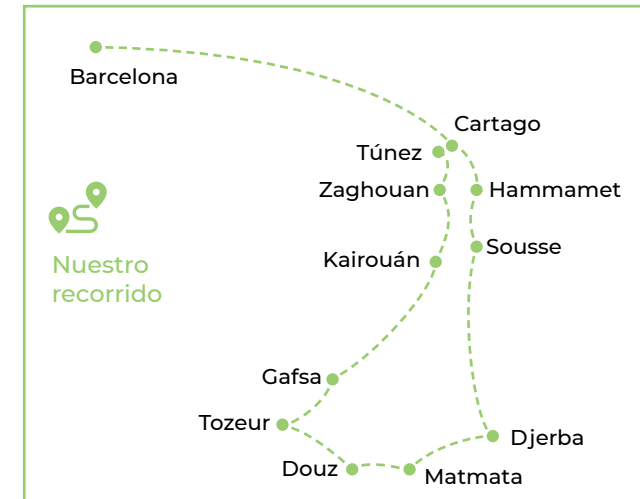 Barcelona
Cartago
Túnez
Zaghouan
Hammamet
Sousse
Kairouán
Nuestro
recorrido
Gafsa
Tozeur
Djerba
Douz
Matmata